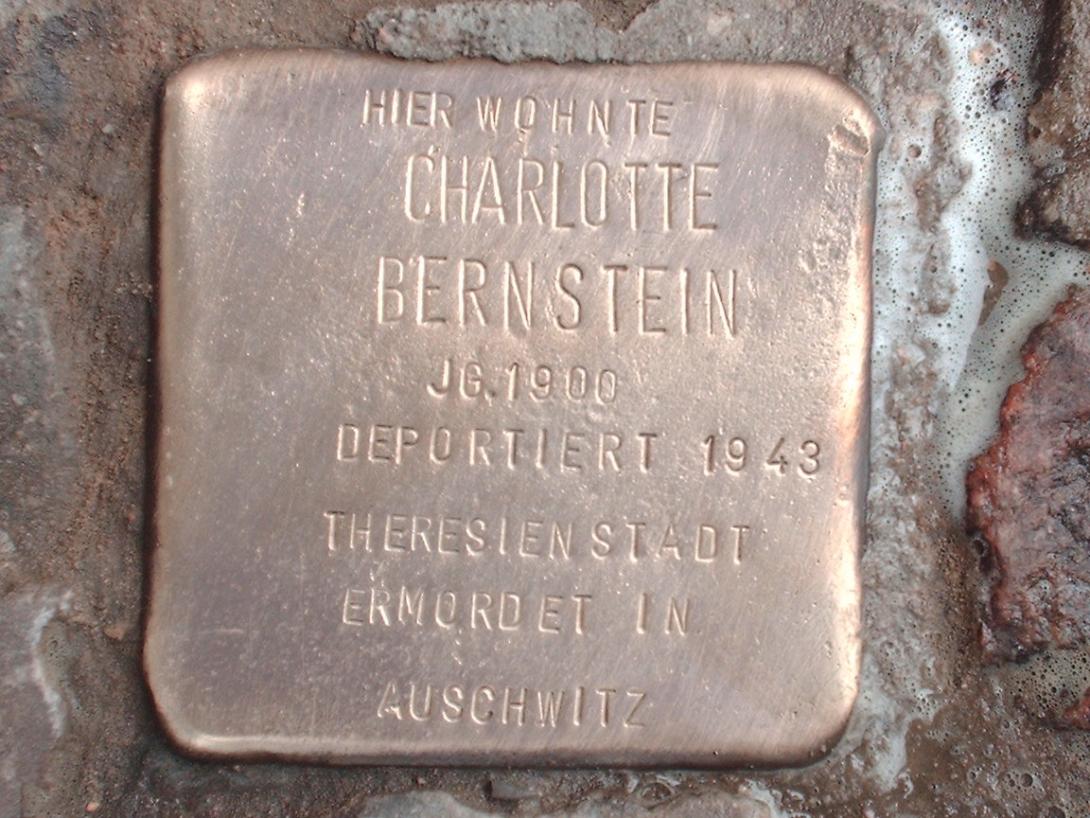 HIER WOHNTE
CHARLOTTE
BERNSTEIN
JG. 1900
DEPORTIERT 1943
THERESIENSTADT
ERMORDET IN
AUSCHWITZ